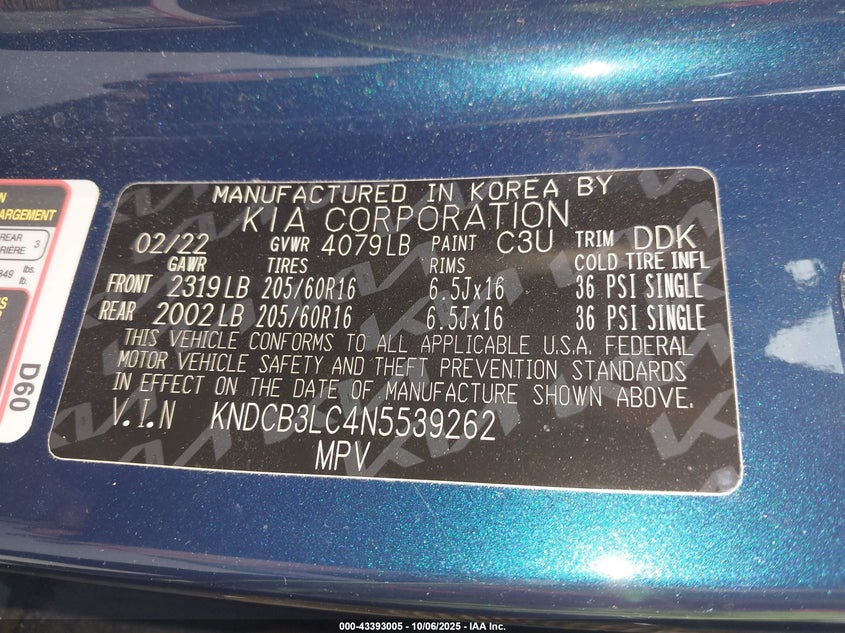 MANUFACTURED IN KOREA BY
KIA CORPORATION
02/22 GVWR 4079LB PAINT C3U TRIM DDK
GAWR TIRES RIMS COLD TIRE INFL
FRONT 2319LB 205/60R16 6.5Jx16 36 PSI SINGLE
REAR 2002LB 205/60R16 6.5Jx16 36 PSI SINGLE
THIS VEHICLE CONFORMS TO ALL APPLICABLE U.S.A. FEDERAL
MOTOR VEHICLE SAFETY AND THEFT PREVENTION STANDARDS
IN EFFECT ON THE DATE OF MANUFACTURE SHOWN ABOVE.
V.I.N KNDCB3LC4N5539262
MPV
REAR 3
lbs.
D60
000-43393005 - 10/06/2025 - IAA Inc.